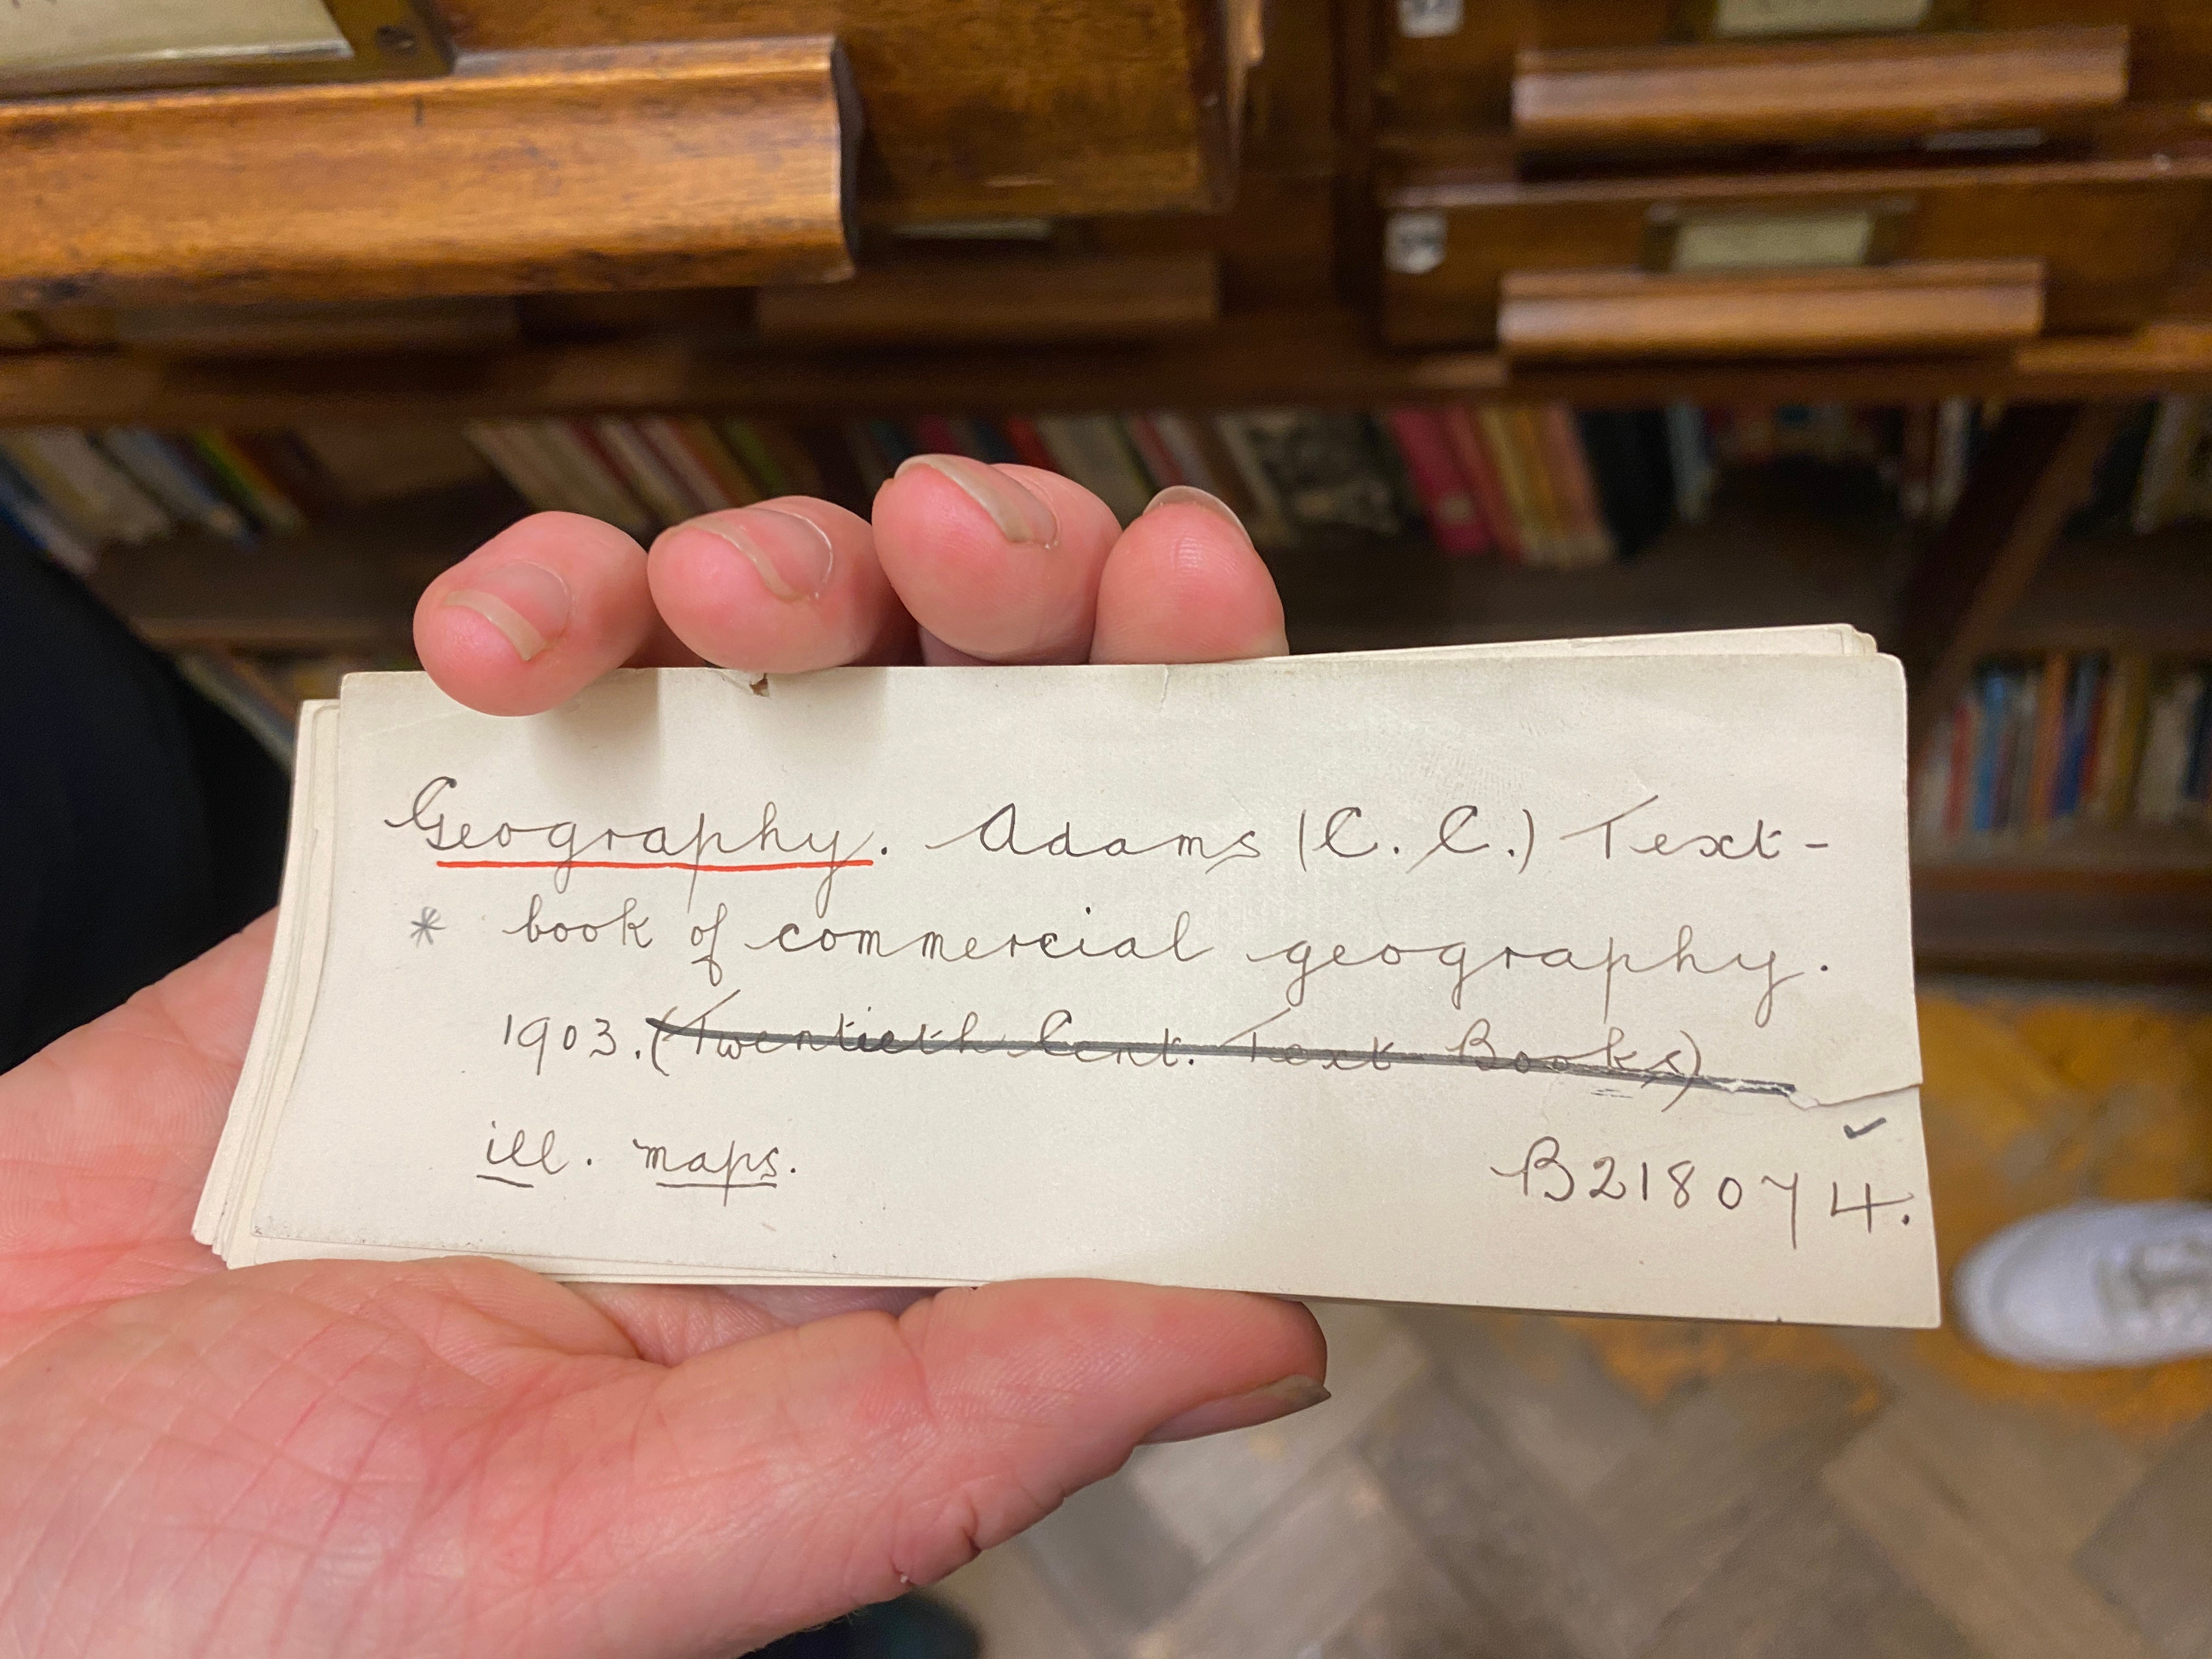 Geography. Adams (C. C.) Text-
* book of commercial geography.
1903. (Twentieth Cent. Text Books)
ill. maps.
B218074.